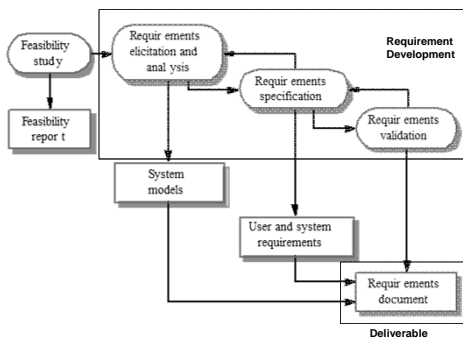 Requirement
Development
Feasibility
stud y
Requir ements
elicitation and
anal ysis
Requir ements
specification
Requir ements
validation
Feasibility
repor t
System
models
User and system
requirements
Requir ements
document
Deliverable